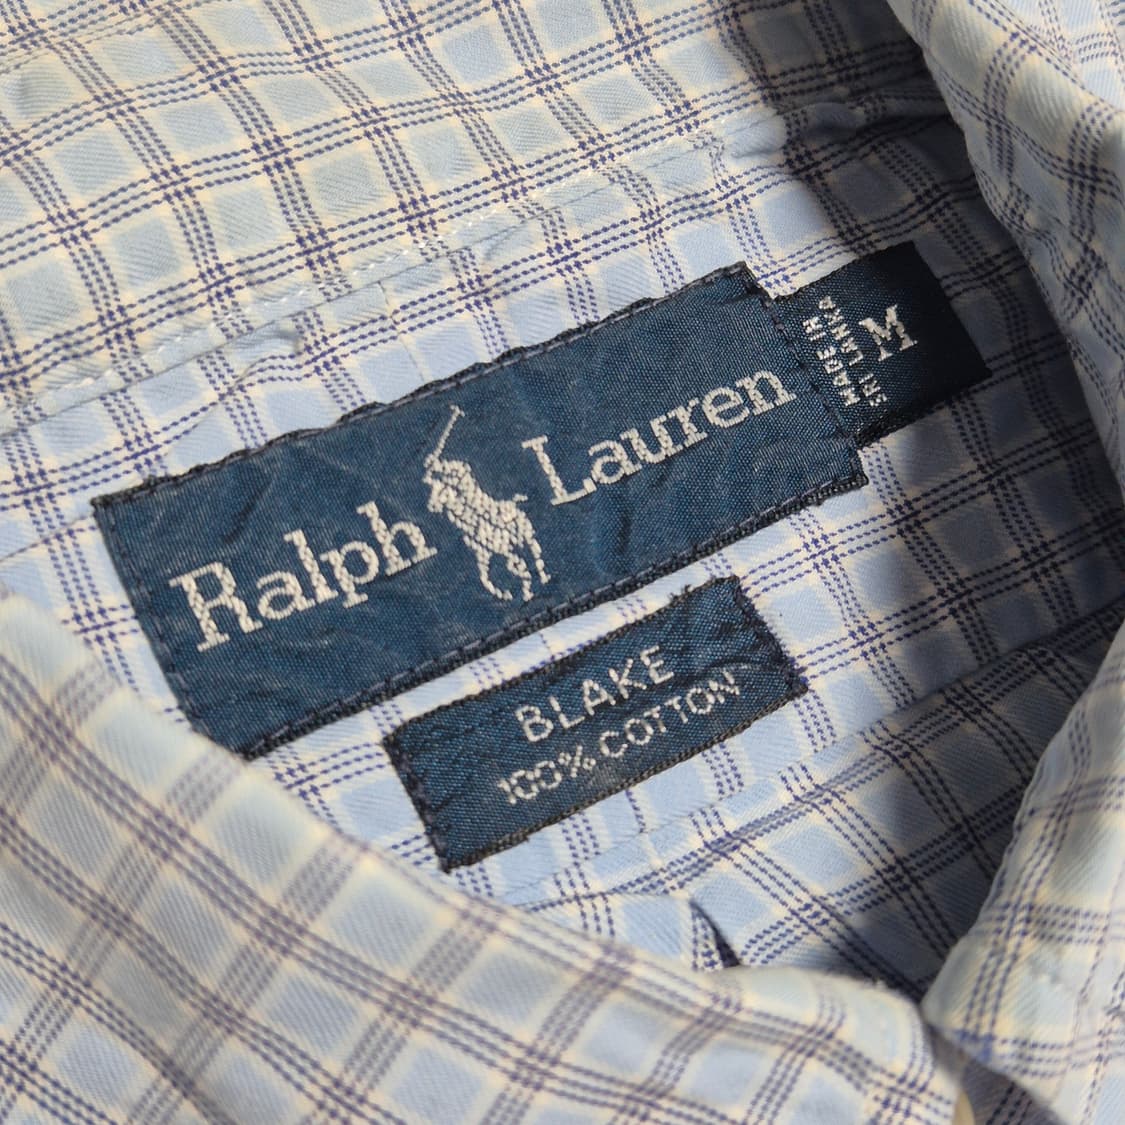 Ralph Lauren
MADE IN
SRI LANKA
M
BLAKE
100% COTTON